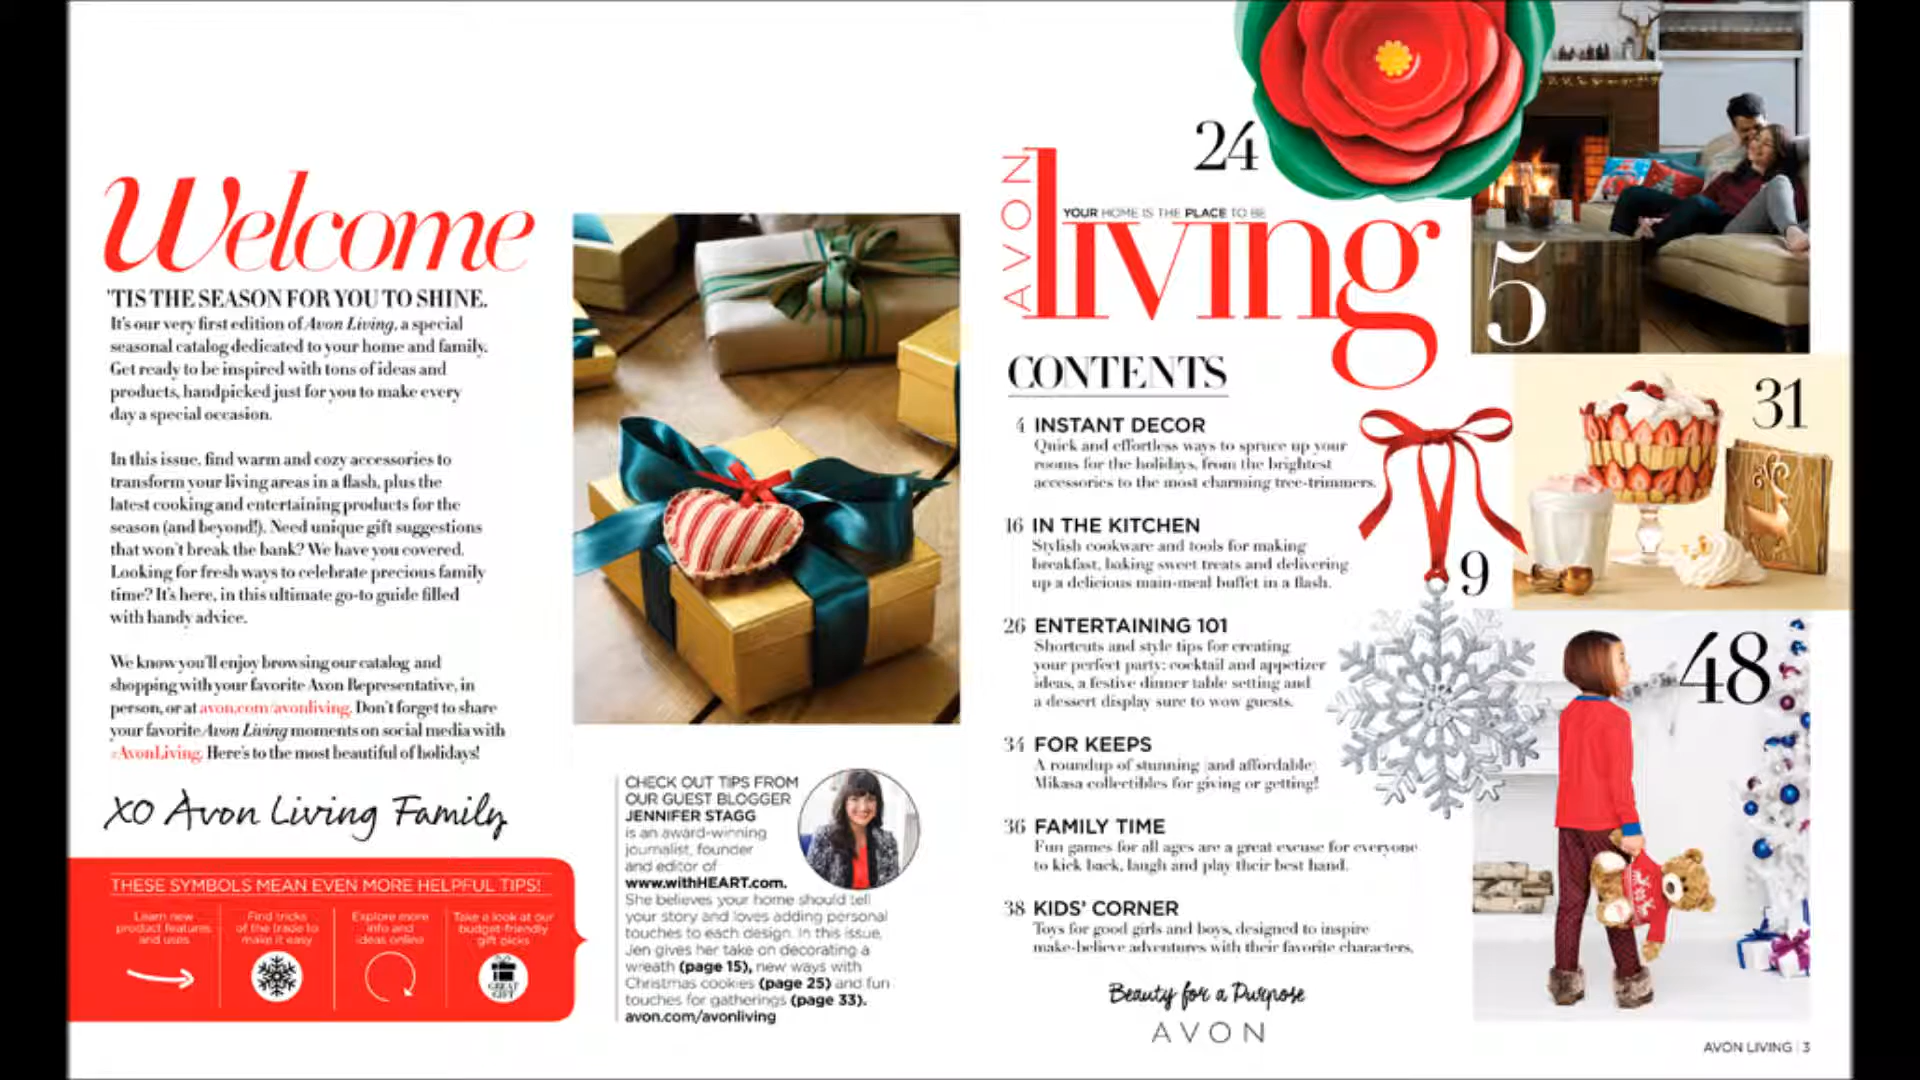 Welcome
'TIS THE SEASON FOR YOU TO SHINE.
It's our very first edition of Avon Living, a special
seasonal catalog dedicated to your home and family.
Get ready to be inspired with tons of ideas and
products, handpicked just for you to make every
day a special occasion.
In this issue, find warm and cozy accessories to
transform your living areas in a flash, plus the
latest cooking and entertaining products for the
season (and beyond!). Need unique gift suggestions
that won't break the bank? We have you covered.
Looking for fresh ways to celebrate precious family
time? It's here, in this ultimate go-to guide filled
with handy advice.
We know you'll enjoy browsing our catalog and
shopping with your favorite Avon Representative, in
person, or at avon.com/avonliving. Don't forget to share
your favorite Avon Living moments on social media with
#AvonLiving. Here's to the most beautiful of holidays!
XO Avon Living Family
THESE SYMBOLS MEAN EVEN MORE HELPFUL TIPS!
Learn new
product features
and uses
Find tricks
of the trade to
make it easy
Explore more
info and
ideas online
Take a look at our
budget-friendly
gift picks
GREAT
GIFT
CHECK OUT TIPS FROM
OUR GUEST BLOGGER
JENNIFER STAGG
is an award-winning
journalist, founder
and editor of
www.withHEART.com.
She believes your home should tell
your story and loves adding personal
touches to each design. In this issue,
Jen gives her take on decorating a
wreath (page 15), new ways with
Christmas cookies (page 25) and fun
touches for gatherings (page 33).
avon.com/avonliving
24
AVON
YOUR HOME IS THE PLACE TO BE
living
5
CONTENTS
4 INSTANT DECOR
Quick and effortless ways to spruce up your
rooms for the holidays, from the brightest
accessories to the most charming tree-trimmers.
16 IN THE KITCHEN
Stylish cookware and tools for making
breakfast, baking sweet treats and delivering
up a delicious main-meal buffet in a flash.
26 ENTERTAINING 101
Shortcuts and style tips for creating
your perfect party: cocktail and appetizer
ideas, a festive dinner table setting and
a dessert display sure to wow guests.
34 FOR KEEPS
A roundup of stunning (and affordable)
Mikasa collectibles for giving or getting!
36 FAMILY TIME
Fun games for all ages are a great excuse for everyone
to kick back, laugh and play their best hand.
38 KIDS' CORNER
Toys for good girls and boys, designed to inspire
make-believe adventures with their favorite characters.
31
9
48
Beauty for a Purpose
AVON
AVON LIVING | 3